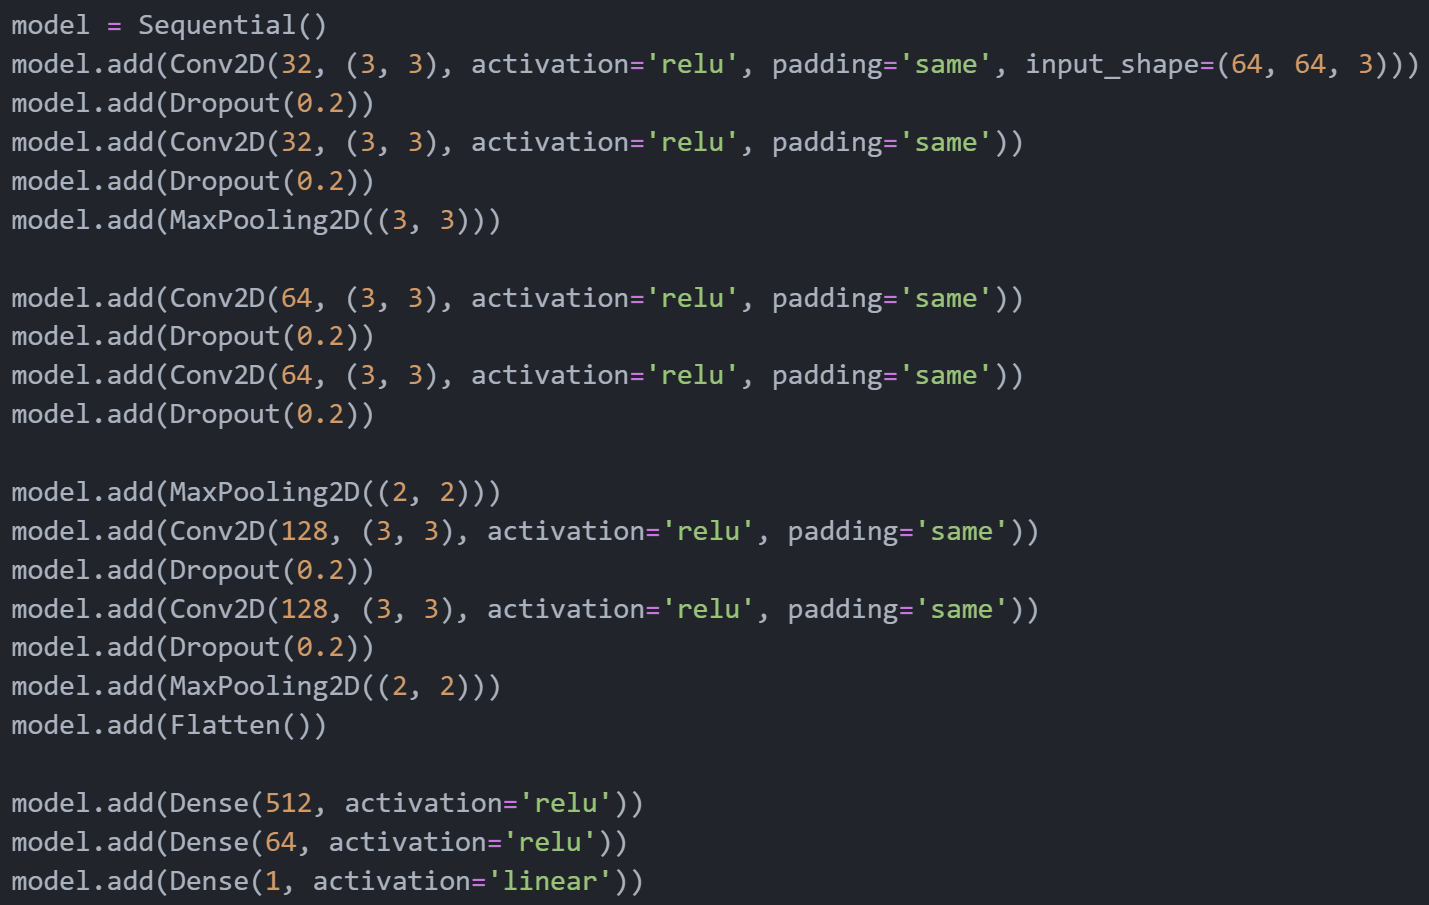 model = Sequential()
model.add(Conv2D(32, (3, 3), activation='relu', padding='same', input_shape=(64, 64, 3)))
model.add(Dropout(0.2))
model.add(Conv2D(32, (3, 3), activation='relu', padding='same'))
model.add(Dropout(0.2))
model.add(MaxPooling2D((3, 3)))

model.add(Conv2D(64, (3, 3), activation='relu', padding='same'))
model.add(Dropout(0.2))
model.add(Conv2D(64, (3, 3), activation='relu', padding='same'))
model.add(Dropout(0.2))

model.add(MaxPooling2D((2, 2)))
model.add(Conv2D(128, (3, 3), activation='relu', padding='same'))
model.add(Dropout(0.2))
model.add(Conv2D(128, (3, 3), activation='relu', padding='same'))
model.add(Dropout(0.2))
model.add(MaxPooling2D((2, 2)))
model.add(Flatten())

model.add(Dense(512, activation='relu'))
model.add(Dense(64, activation='relu'))
model.add(Dense(1, activation='linear'))